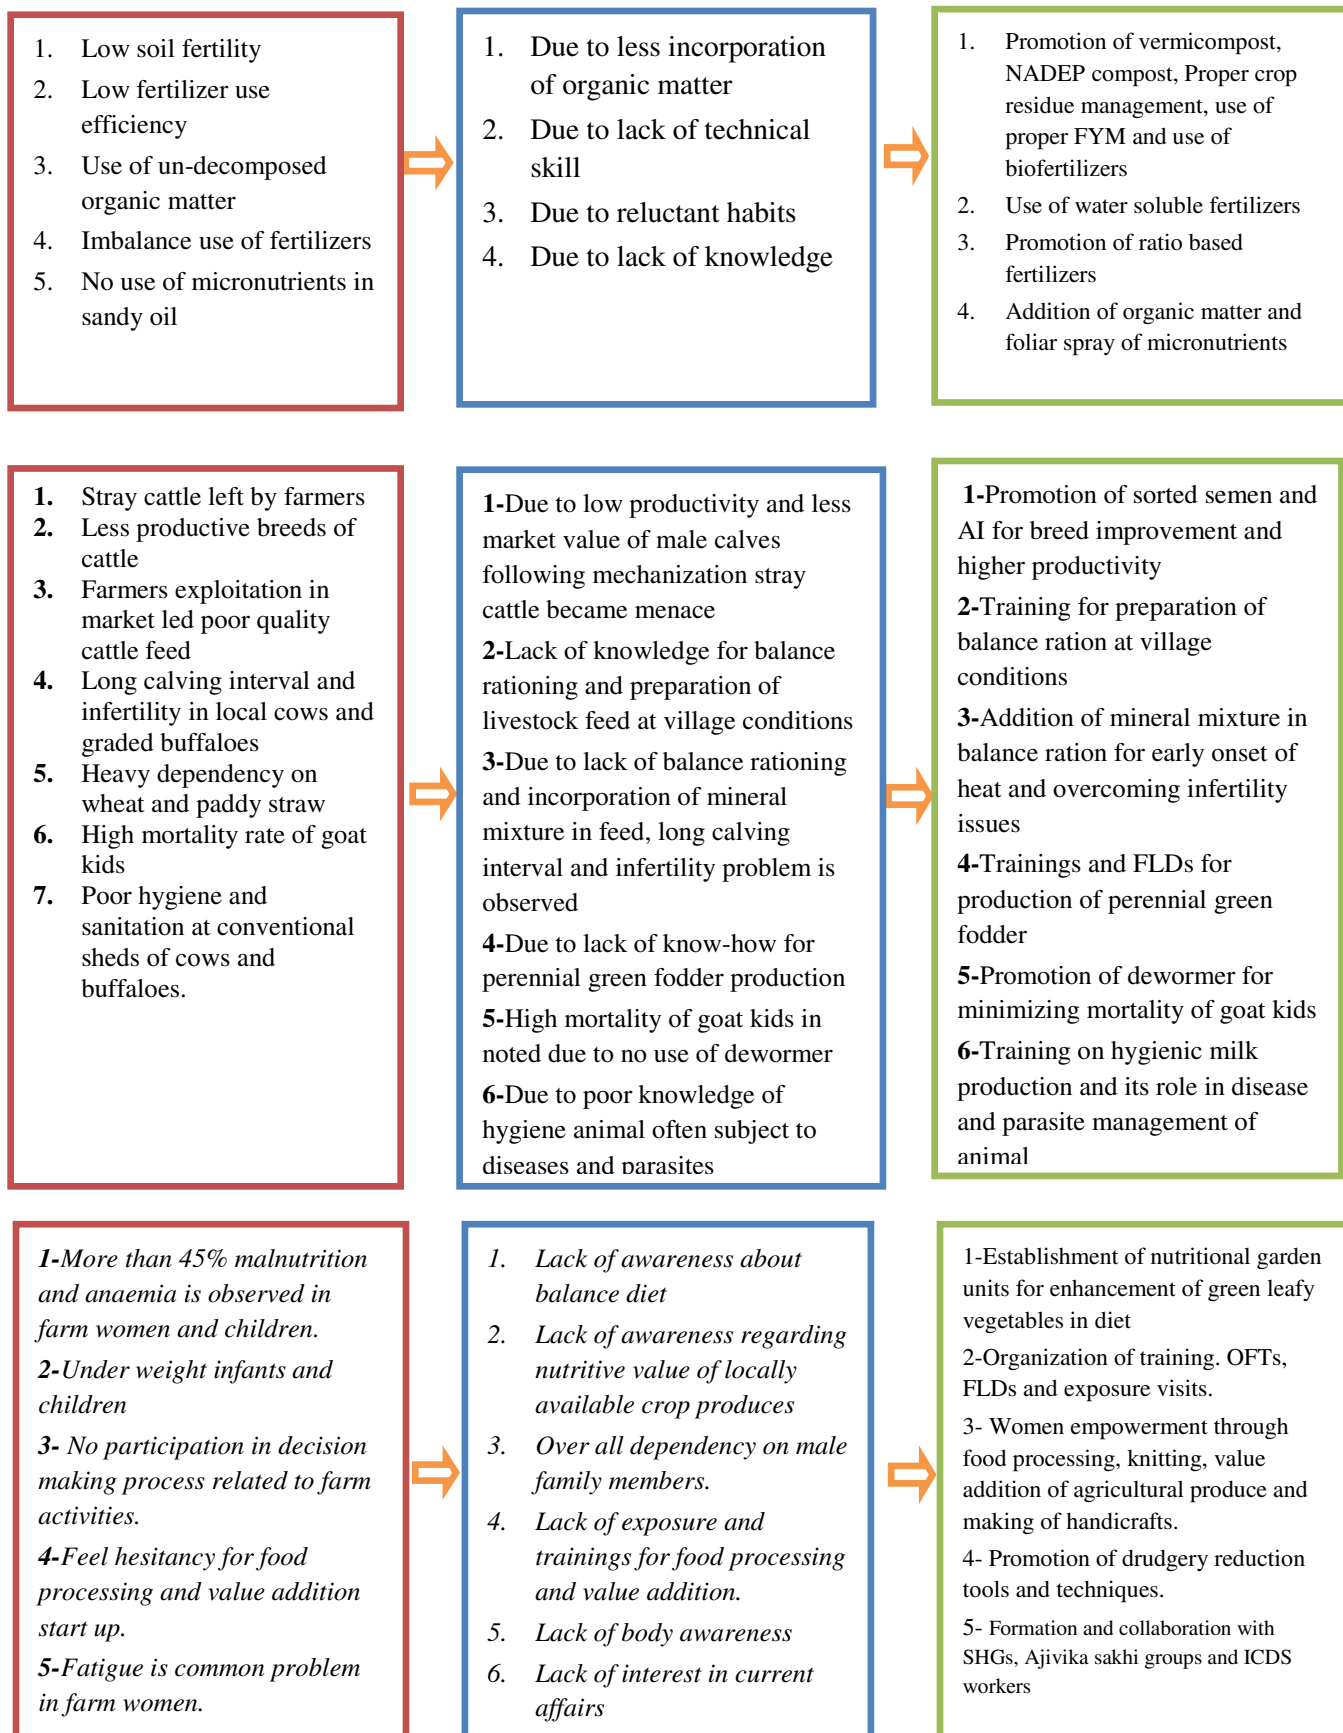 1. Low soil fertility
2. Low fertilizer use
efficiency
3. Use of un-decomposed
organic matter
4. Imbalance use of fertilizers
5. No use of micronutrients in
sandy oil
1. Due to less incorporation
of organic matter
2. Due to lack of technical
skill
3. Due to reluctant habits
4. Due to lack of knowledge
1. Promotion of vermicompost,
NADEP compost, Proper crop
residue management, use of
proper FYM and use of
biofertilizers
2. Use of water soluble fertilizers
3. Promotion of ratio based
fertilizers
4. Addition of organic matter and
foliar spray of micronutrients
1. Stray cattle left by farmers
2. Less productive breeds of
cattle
3. Farmers exploitation in
market led poor quality
cattle feed
4. Long calving interval and
infertility in local cows and
graded buffaloes
5. Heavy dependency on
wheat and paddy straw
6. High mortality rate of goat
kids
7. Poor hygiene and
sanitation at conventional
sheds of cows and
buffaloes.
1-Due to low productivity and less
market value of male calves
following mechanization stray
cattle became menace
2-Lack of knowledge for balance
rationing and preparation of
livestock feed at village conditions
3-Due to lack of balance rationing
and incorporation of mineral
mixture in feed, long calving
interval and infertility problem is
observed
4-Due to lack of know-how for
perennial green fodder production
5-High mortality of goat kids in
noted due to no use of dewormer
6-Due to poor knowledge of
hygiene animal often subject to
diseases and parasites
1-Promotion of sorted semen and
AI for breed improvement and
higher productivity
2-Training for preparation of
balance ration at village
conditions
3-Addition of mineral mixture in
balance ration for early onset of
heat and overcoming infertility
issues
4-Trainings and FLDs for
production of perennial green
fodder
5-Promotion of dewormer for
minimizing mortality of goat kids
6-Training on hygienic milk
production and its role in disease
and parasite management of
animal
1-More than 45% malnutrition
and anaemia is observed in
farm women and children.
2-Under weight infants and
children
3- No participation in decision
making process related to farm
activities.
4-Feel hesitancy for food
processing and value addition
start up.
5-Fatigue is common problem
in farm women.
1. Lack of awareness about
balance diet
2. Lack of awareness regarding
nutritive value of locally
available crop produces
3. Over all dependency on male
family members.
4. Lack of exposure and
trainings for food processing
and value addition.
5. Lack of body awareness
6. Lack of interest in current
affairs
1-Establishment of nutritional garden
units for enhancement of green leafy
vegetables in diet
2-Organization of training. OFTs,
FLDs and exposure visits.
3- Women empowerment through
food processing, knitting, value
addition of agricultural produce and
making of handicrafts.
4- Promotion of drudgery reduction
tools and techniques.
5- Formation and collaboration with
SHGs, Ajivika sakhi groups and ICDS
workers